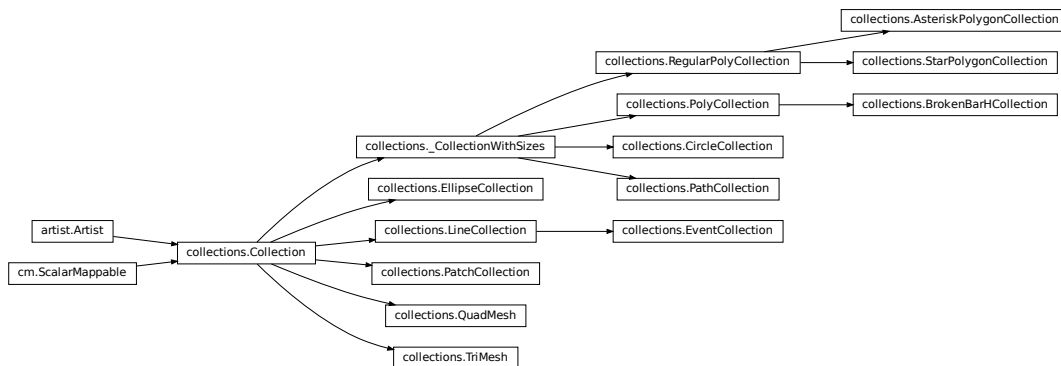 collections.AsteriskPolygonCollection
collections.RegularPolyCollection
collections.StarPolygonCollection
collections.PolyCollection
collections.BrokenBarHCollection
collections._CollectionWithSizes
collections.CircleCollection
collections.EllipseCollection
collections.PathCollection
artist.Artist
collections.LineCollection
collections.EventCollection
collections.Collection
cm.ScalarMappable
collections.PatchCollection
collections.QuadMesh
collections.TriMesh